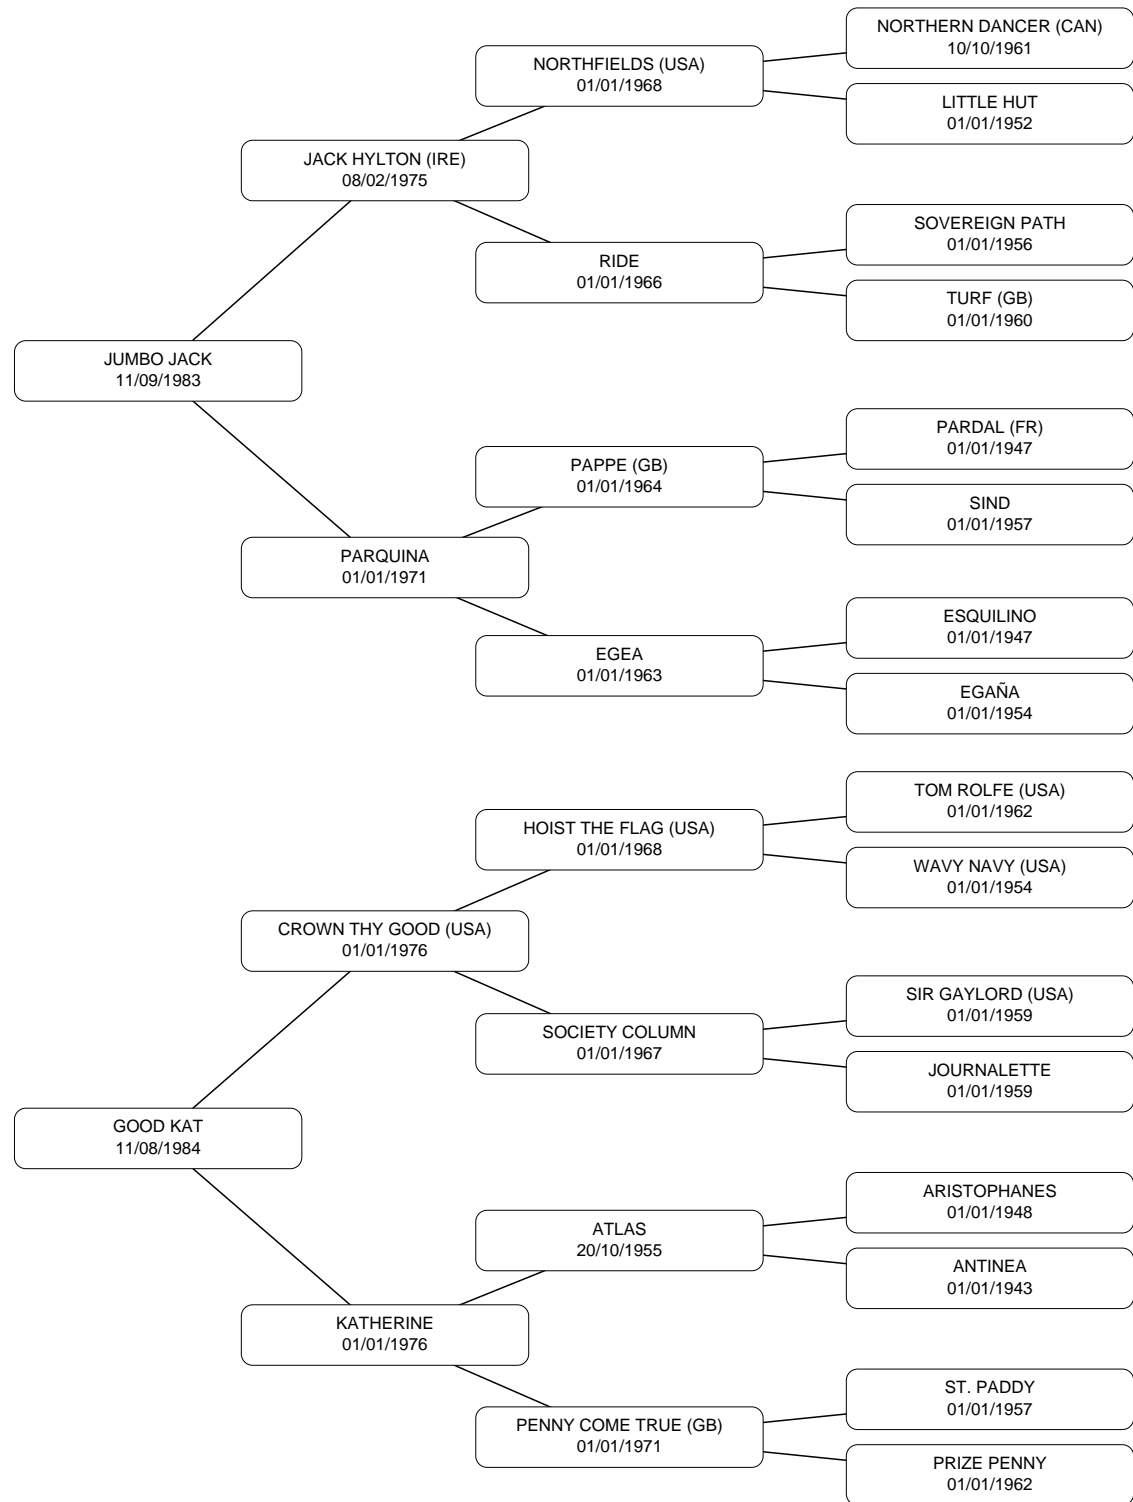 NORTHERN DANCER (CAN)
10/10/1961
NORTHFIELDS (USA)
01/01/1968
LITTLE HUT
01/01/1952
JACK HYLTON (IRE)
08/02/1975
SOVEREIGN PATH
01/01/1956
RIDE
01/01/1966
TURF (GB)
01/01/1960
JUMBO JACK
11/09/1983
PARDAL (FR)
01/01/1947
PAPPE (GB)
01/01/1964
SIND
01/01/1957
PARQUINA
01/01/1971
ESQUILINO
01/01/1947
EGEA
01/01/1963
EGAÑA
01/01/1954
TOM ROLFE (USA)
01/01/1962
HOIST THE FLAG (USA)
01/01/1968
WAVY NAVY (USA)
01/01/1954
CROWN THY GOOD (USA)
01/01/1976
SIR GAYLORD (USA)
01/01/1959
SOCIETY COLUMN
01/01/1967
JOURNALETTE
01/01/1959
GOOD KAT
11/08/1984
ARISTOPHANES
01/01/1948
ATLAS
20/10/1955
ANTINEA
01/01/1943
KATHERINE
01/01/1976
ST. PADDY
01/01/1957
PENNY COME TRUE (GB)
01/01/1971
PRIZE PENNY
01/01/1962